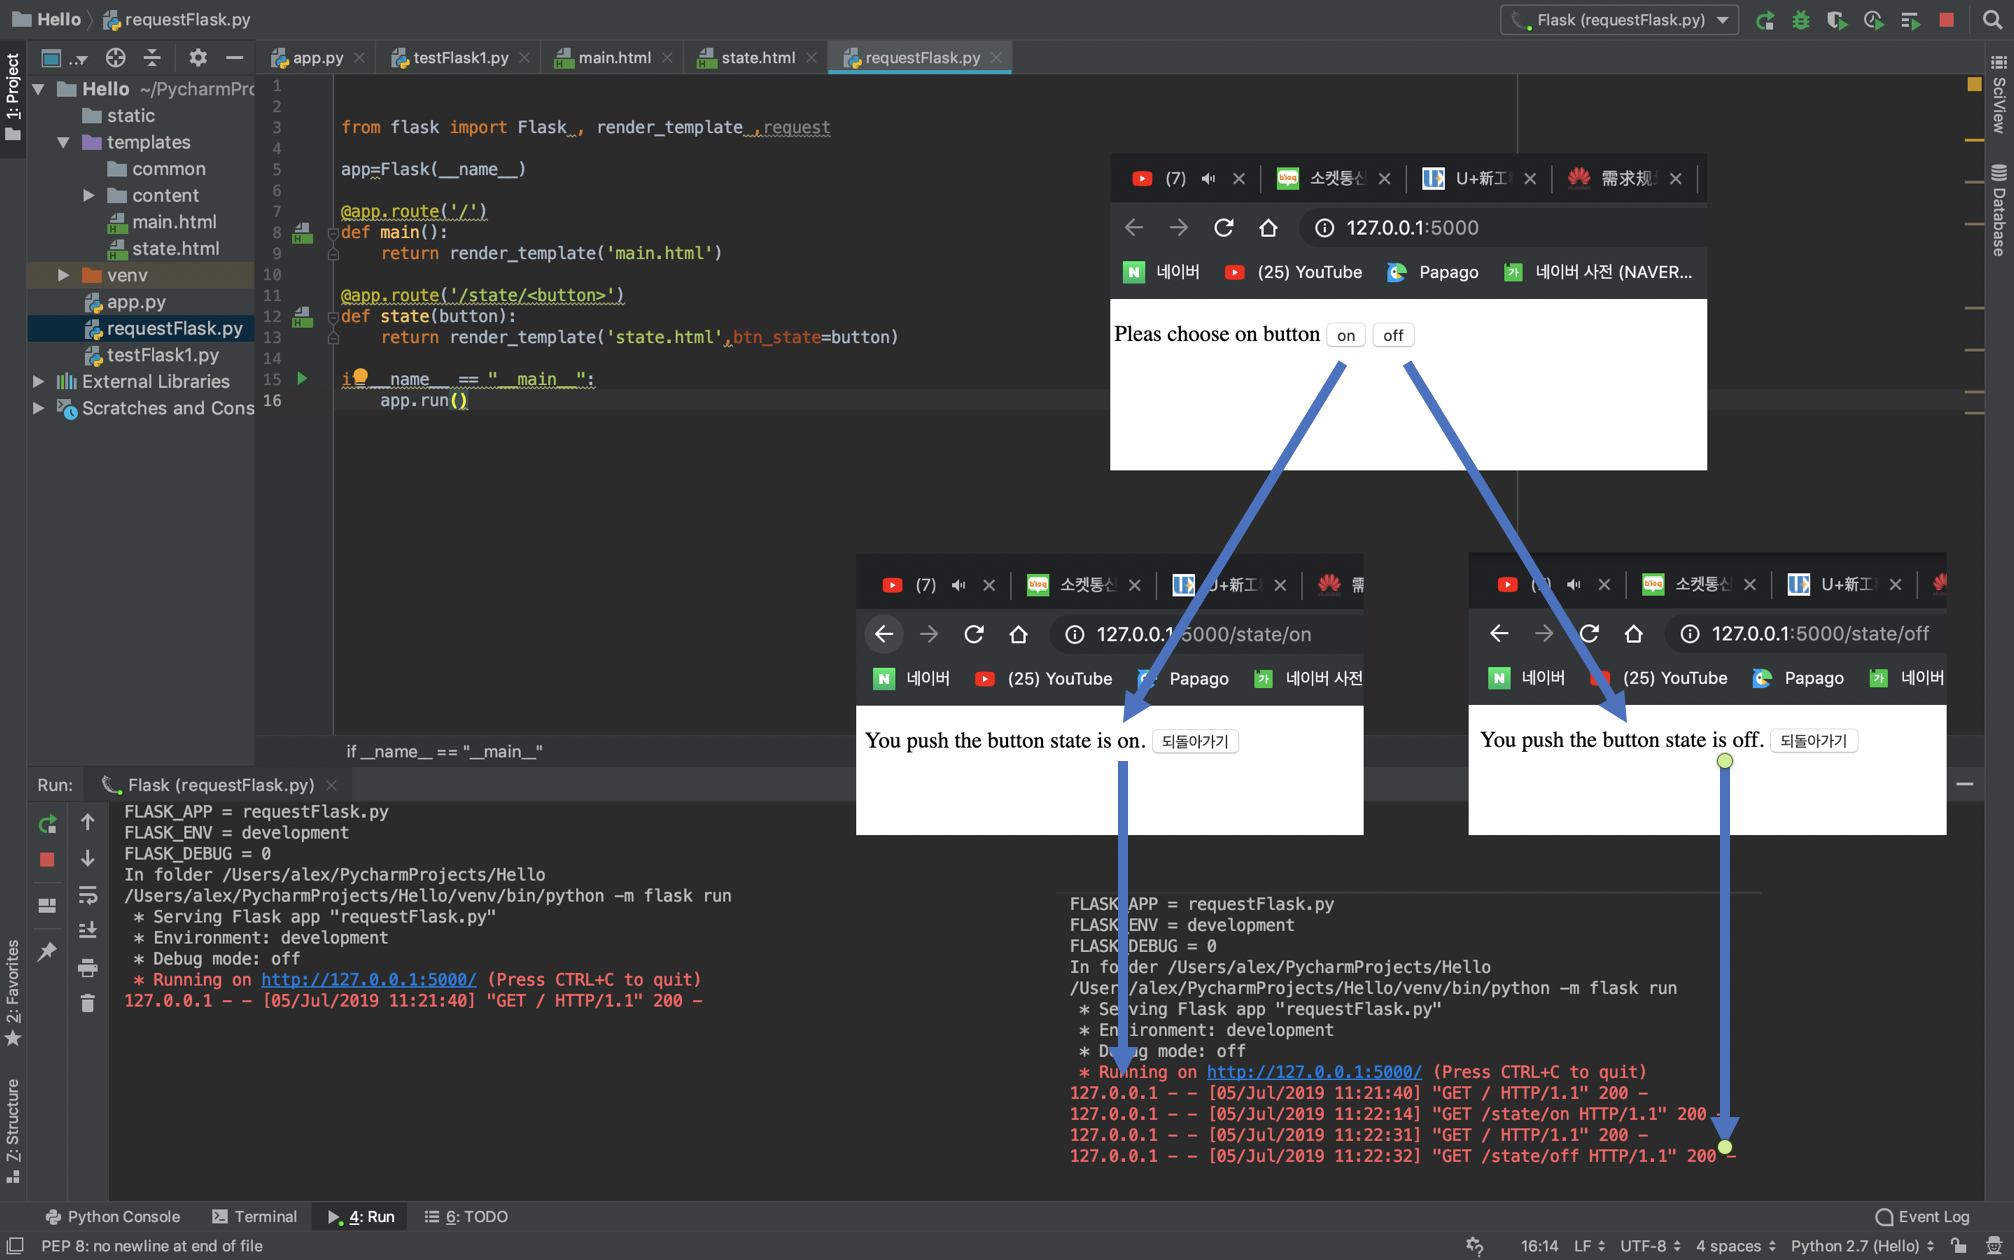 Hello requestFlask.py
Flask (requestFlask.py)
1: Project
app.py testFlask1.py main.html state.html requestFlask.py
Hello ~/PycharmPro
static
templates
common
content
main.html
state.html
venv
app.py
requestFlask.py
testFlask1.py
External Libraries
Scratches and Cons
1
2
3 from flask import Flask , render_template ,request
4
5 app=Flask(__name__)
6
7 @app.route('/')
8 def main():
9 return render_template('main.html')
10
11 @app.route('/state/<button>')
12 def state(button):
13 return render_template('state.html',btn_state=button)
14
15 i __name__ == "__main__":
16 app.run()
if __name__ == "__main__"
SciView
Database
(7) 소켓통신 U+新工 需求规
127.0.0.1:5000
네이버 (25) YouTube Papago 네이버 사전 (NAVER...
Pleas choose on button on off
(7) 소켓통신 U+新工 需
127.0.0.1:5000/state/on
네이버 (25) YouTube Papago 네이버 사전
You push the button state is on. 되돌아가기
소켓통신 U+新工
127.0.0.1:5000/state/off
네이버 (25) YouTube Papago 네이버
You push the button state is off. 되돌아가기
Run: Flask (requestFlask.py)
FLASK_APP = requestFlask.py
FLASK_ENV = development
FLASK_DEBUG = 0
In folder /Users/alex/PycharmProjects/Hello
/Users/alex/PycharmProjects/Hello/venv/bin/python -m flask run
* Serving Flask app "requestFlask.py"
* Environment: development
* Debug mode: off
* Running on http://127.0.0.1:5000/ (Press CTRL+C to quit)
127.0.0.1 - - [05/Jul/2019 11:21:40] "GET / HTTP/1.1" 200 -
FLASK_APP = requestFlask.py
FLASK_ENV = development
FLASK_DEBUG = 0
In folder /Users/alex/PycharmProjects/Hello
/Users/alex/PycharmProjects/Hello/venv/bin/python -m flask run
* Serving Flask app "requestFlask.py"
* Environment: development
* Debug mode: off
* Running on http://127.0.0.1:5000/ (Press CTRL+C to quit)
127.0.0.1 - - [05/Jul/2019 11:21:40] "GET / HTTP/1.1" 200 -
127.0.0.1 - - [05/Jul/2019 11:22:14] "GET /state/on HTTP/1.1" 200 -
127.0.0.1 - - [05/Jul/2019 11:22:31] "GET / HTTP/1.1" 200 -
127.0.0.1 - - [05/Jul/2019 11:22:32] "GET /state/off HTTP/1.1" 200 -
2: Favorites
Z: Structure
Python Console Terminal 4: Run 6: TODO Event Log
PEP 8: no newline at end of file 16:14 LF UTF-8 4 spaces Python 2.7 (Hello)